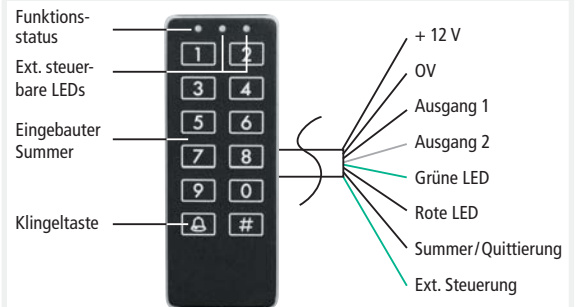 Funktions-
status
Ext. steuer-
bare LEDs
Eingebauter
Summer
Klingeltaste
1 2
3 4
5 6
7 8
9 0
#
+ 12 V
0V
Ausgang 1
Ausgang 2
Grüne LED
Rote LED
Summer/Quittierung
Ext. Steuerung